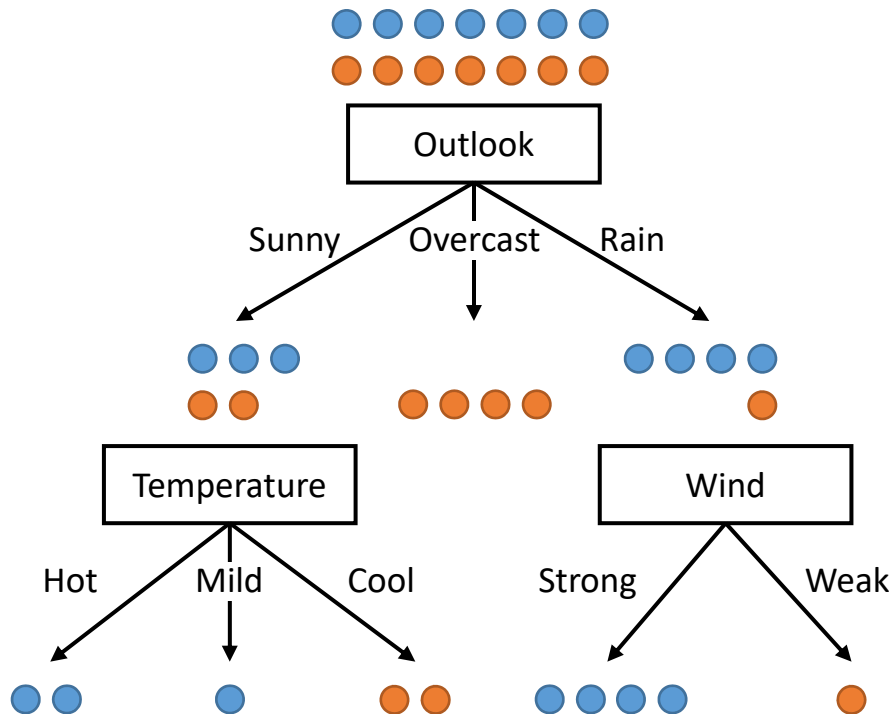 Outlook
Sunny
Overcast
Rain
Temperature
Wind
Hot
Mild
Cool
Strong
Weak